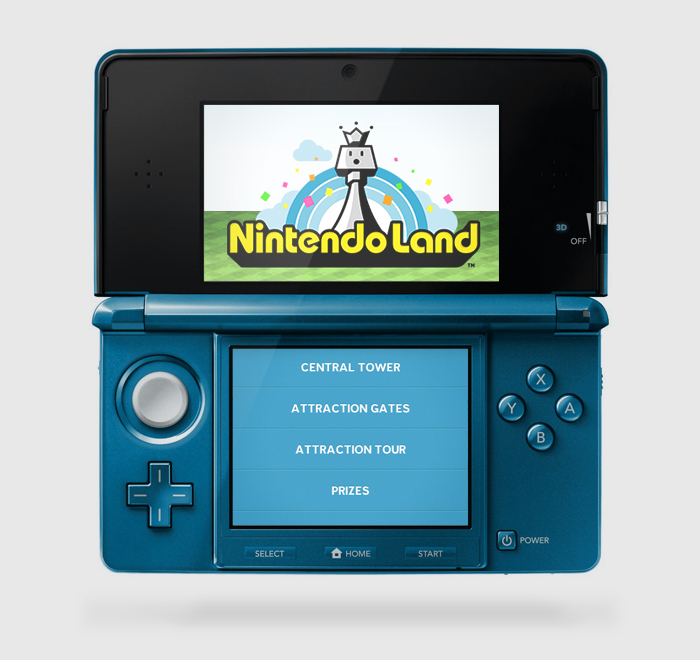 Nintendo Land
TM
3D
OFF
CENTRAL TOWER
ATTRACTION GATES
ATTRACTION TOUR
PRIZES
X
Y
A
B
SELECT
HOME
START
POWER